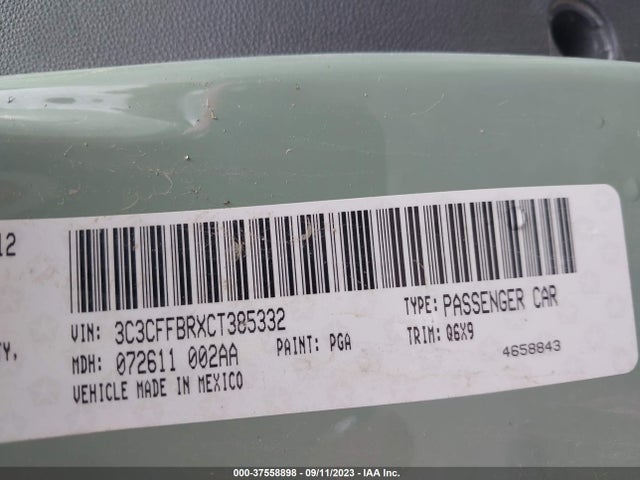 12
VIN: 3C3CFFBRXCT385332
TYPE: PASSENGER CAR
TY,
MDH: 072611 002AA
PAINT: PGA
TRIM: Q6X9
VEHICLE MADE IN MEXICO
4658843
000-37558898 - 09/11/2023 - IAA Inc.